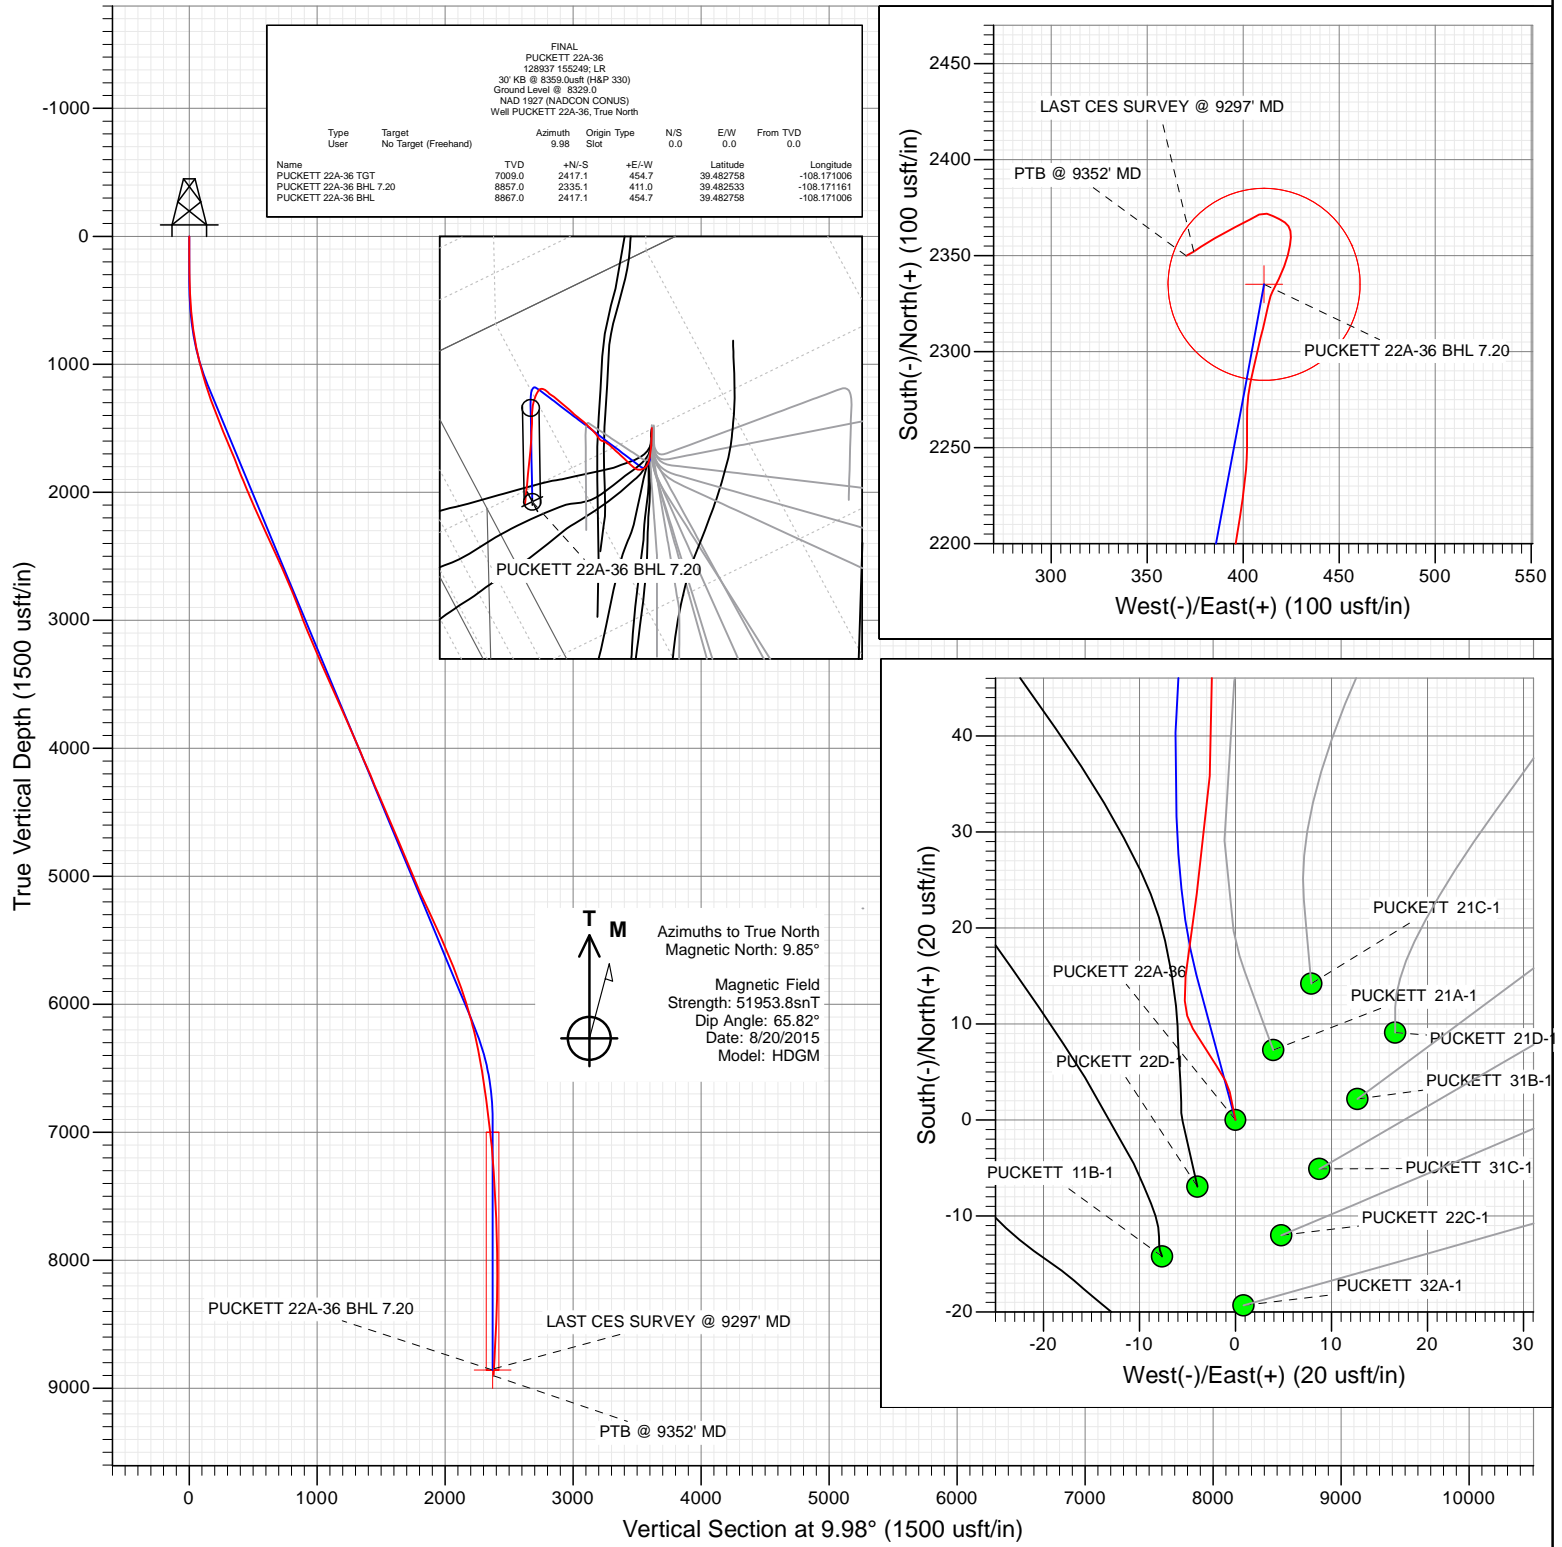 FINAL
PUCKETT 22A-36
128937 155249; LR
30' KB @ 8359.0usft (H&P 330)
Ground Level @ 8329.0
NAD 1927 (NADCON CONUS)
Well PUCKETT 22A-36, True North
Type Target Azimuth Origin Type N/S E/W From TVD
User No Target (Freehand) 9.98 Slot 0.0 0.0 0.0
Name TVD +N/-S +E/-W Latitude Longitude
PUCKETT 22A-36 TGT 7009.0 2417.1 454.7 39.482758 -108.171006
PUCKETT 22A-36 BHL 7.20 8857.0 2335.1 411.0 39.482533 -108.171161
PUCKETT 22A-36 BHL 8867.0 2417.1 454.7 39.482758 -108.171006
True Vertical Depth (1500 usft/in)
-1000
0
1000
2000
3000
4000
5000
6000
7000
8000
9000
PUCKETT 22A-36 BHL 7.20
T
M
Azimuths to True North
Magnetic North: 9.85°
Magnetic Field
Strength: 51953.8snT
Dip Angle: 65.82°
Date: 8/20/2015
Model: HDGM
PUCKETT 22A-36 BHL 7.20
LAST CES SURVEY @ 9297' MD
PTB @ 9352' MD
0 1000 2000 3000 4000 5000 6000 7000 8000 9000 10000
Vertical Section at 9.98° (1500 usft/in)
South(-)/North(+) (100 usft/in)
2450
2400
2350
2300
2250
2200
LAST CES SURVEY @ 9297' MD
PTB @ 9352' MD
PUCKETT 22A-36 BHL 7.20
300 350 400 450 500 550
West(-)/East(+) (100 usft/in)
South(-)/North(+) (20 usft/in)
40
30
20
10
0
-10
-20
PUCKETT 21C-1
PUCKETT 22A-36
PUCKETT 21A-1
PUCKETT 21D-1
PUCKETT 22D-1
PUCKETT 31B-1
PUCKETT 11B-1
PUCKETT 31C-1
PUCKETT 22C-1
PUCKETT 32A-1
-20 -10 0 10 20 30
West(-)/East(+) (20 usft/in)